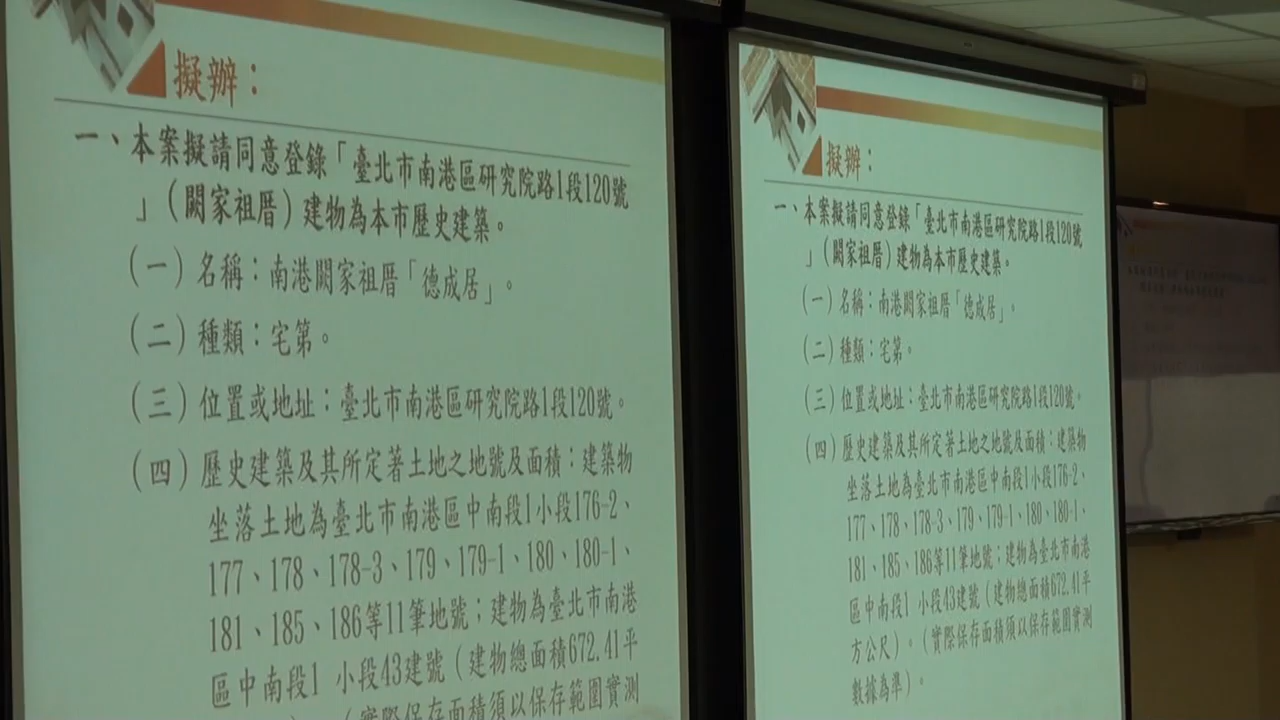 擬辦：
一、本案擬請同意登錄「臺北市南港區研究院路1段120號
」（闕家祖厝）建物為本市歷史建築。
（一）名稱：南港闕家祖厝「德成居」。
（二）種類：宅第。
（三）位置或地址：臺北市南港區研究院路1段120號。
（四）歷史建築及其所定著土地之地號及面積：建築物
坐落土地為臺北市南港區中南段1小段176-2、
177、178、178-3、179、179-1、180、180-1、
181、185、186等11筆地號；建物為臺北市南港
區中南段1 小段43建號（建物總面積672.41平
（實際保存面積須以保存範圍實測
擬辦：
一、本案擬請同意登錄「臺北市南港區研究院路1段120號
」（闕家祖厝）建物為本市歷史建築。
（一）名稱：南港闕家祖厝「德成居」。
（二）種類：宅第。
（三）位置或地址：臺北市南港區研究院路1段120號。
（四）歷史建築及其所定著土地之地號及面積：建築物
坐落土地為臺北市南港區中南段1小段176-2、
177、178、178-3、179、179-1、180、180-1、
181、185、186等11筆地號；建物為臺北市南港
區中南段1 小段43建號（建物總面積672.41平
方公尺）。（實際保存面積須以保存範圍實測
數據為準）。